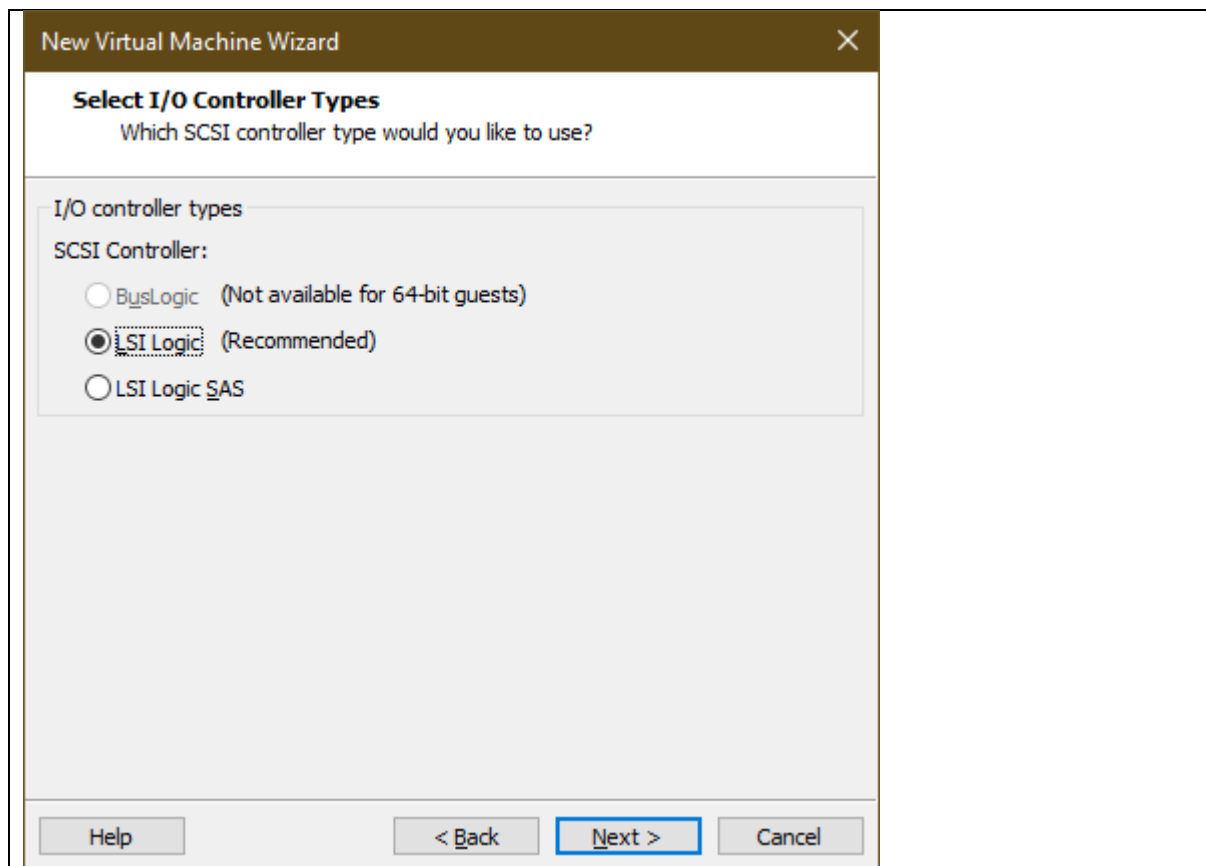 New Virtual Machine Wizard
Select I/O Controller Types
Which SCSI controller type would you like to use?
I/O controller types
SCSI Controller:
BusLogic (Not available for 64-bit guests)
LSI Logic (Recommended)
LSI Logic SAS
Help < Back Next > Cancel